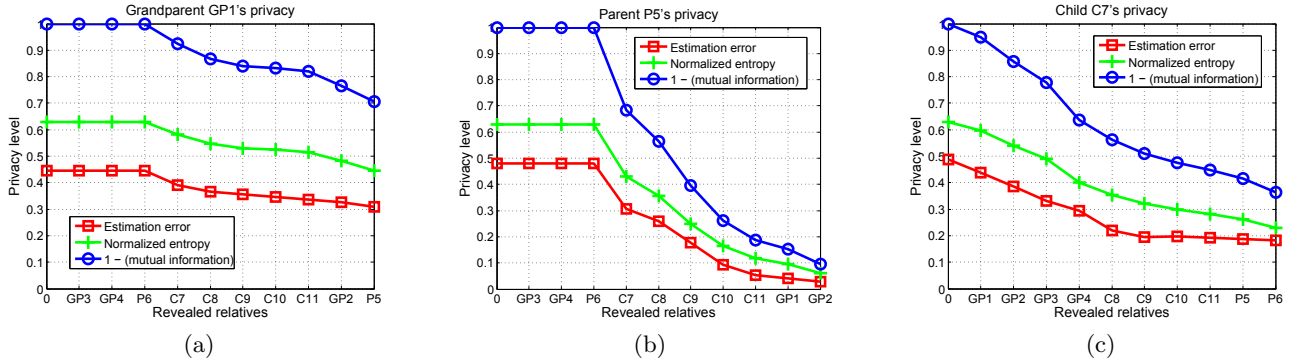 Grandparent GP1's privacy
1
0.9
0.8
0.7
0.6
0.5
0.4
0.3
0.2
0.1
0
Privacy level
Estimation error
Normalized entropy
1 − (mutual information)
0 GP3 GP4 P6 C7 C8 C9 C10 C11 GP2 P5
Revealed relatives
(a)
Parent P5's privacy
1
0.9
0.8
0.7
0.6
0.5
0.4
0.3
0.2
0.1
0
Privacy level
Estimation error
Normalized entropy
1 − (mutual information)
0 GP3 GP4 P6 C7 C8 C9 C10 C11 GP1 GP2
Revealed relatives
(b)
Child C7's privacy
1
0.9
0.8
0.7
0.6
0.5
0.4
0.3
0.2
0.1
0
Privacy level
Estimation error
Normalized entropy
1 − (mutual information)
0 GP1 GP2 GP3 GP4 C8 C9 C10 C11 P5 P6
Revealed relatives
(c)